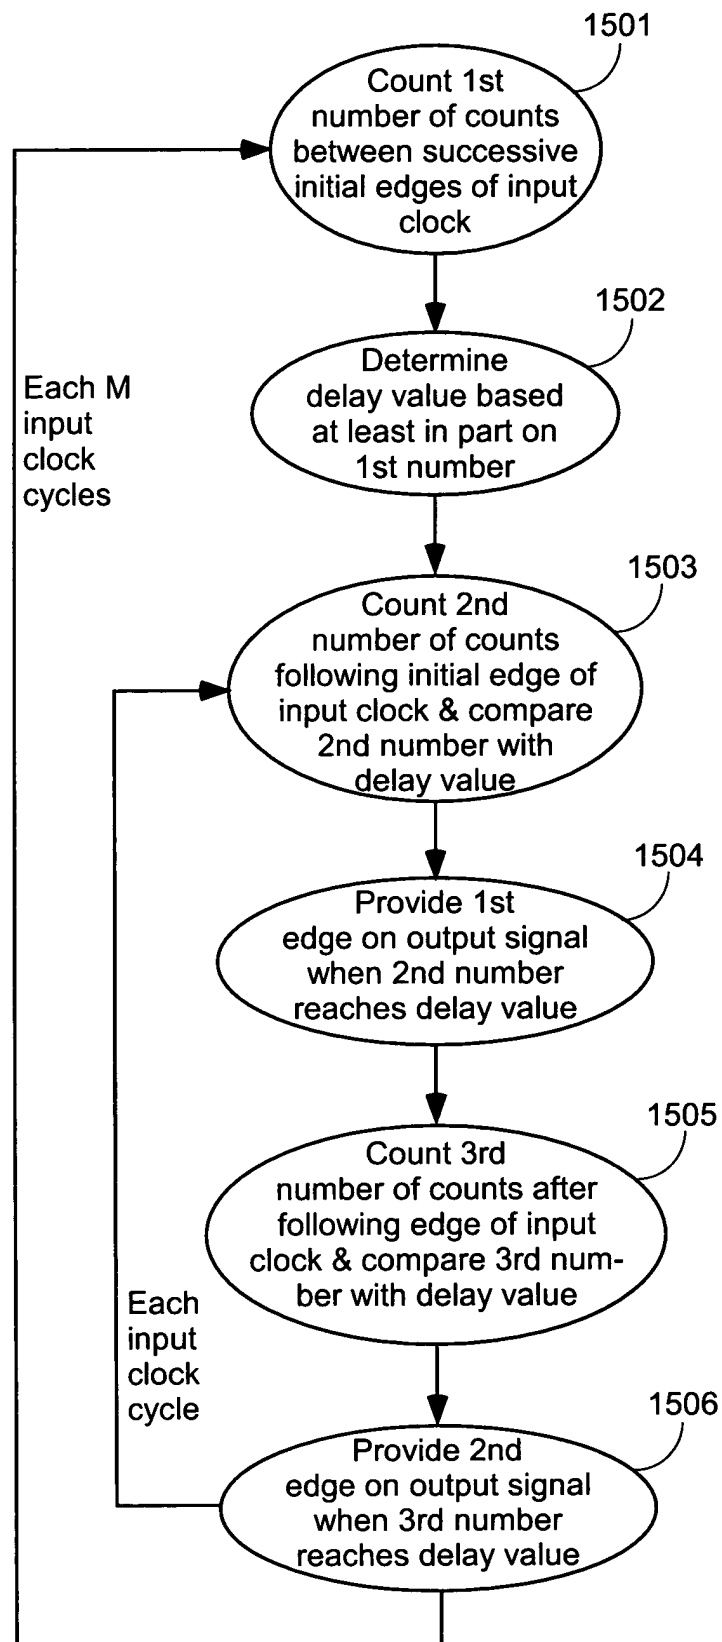 1501
Count 1st
number of counts
between successive
initial edges of input
clock
1502
Determine
delay value based
at least in part on
1st number
Each M
input
clock
cycles
1503
Count 2nd
number of counts
following initial edge of
input clock & compare
2nd number with
delay value
1504
Provide 1st
edge on output signal
when 2nd number
reaches delay value
1505
Count 3rd
number of counts after
following edge of input
clock & compare 3rd num-
ber with delay value
Each
input
clock
cycle
1506
Provide 2nd
edge on output signal
when 3rd number
reaches delay value